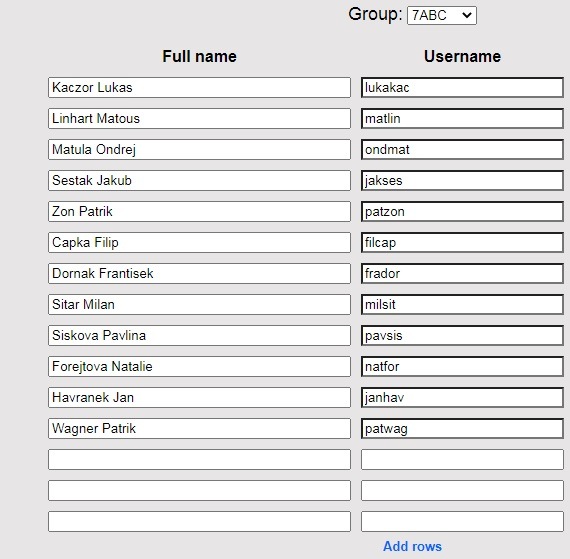 Group: 7ABC
Full name Username
Kaczor Lukas lukakac
Linhart Matous matlin
Matula Ondrej ondmat
Sestak Jakub jakses
Zon Patrik patzon
Capka Filip filcap
Dornak Frantisek frador
Sitar Milan milsit
Siskova Pavlina pavsis
Forejtova Natalie natfor
Havranek Jan janhav
Wagner Patrik patwag
Add rows